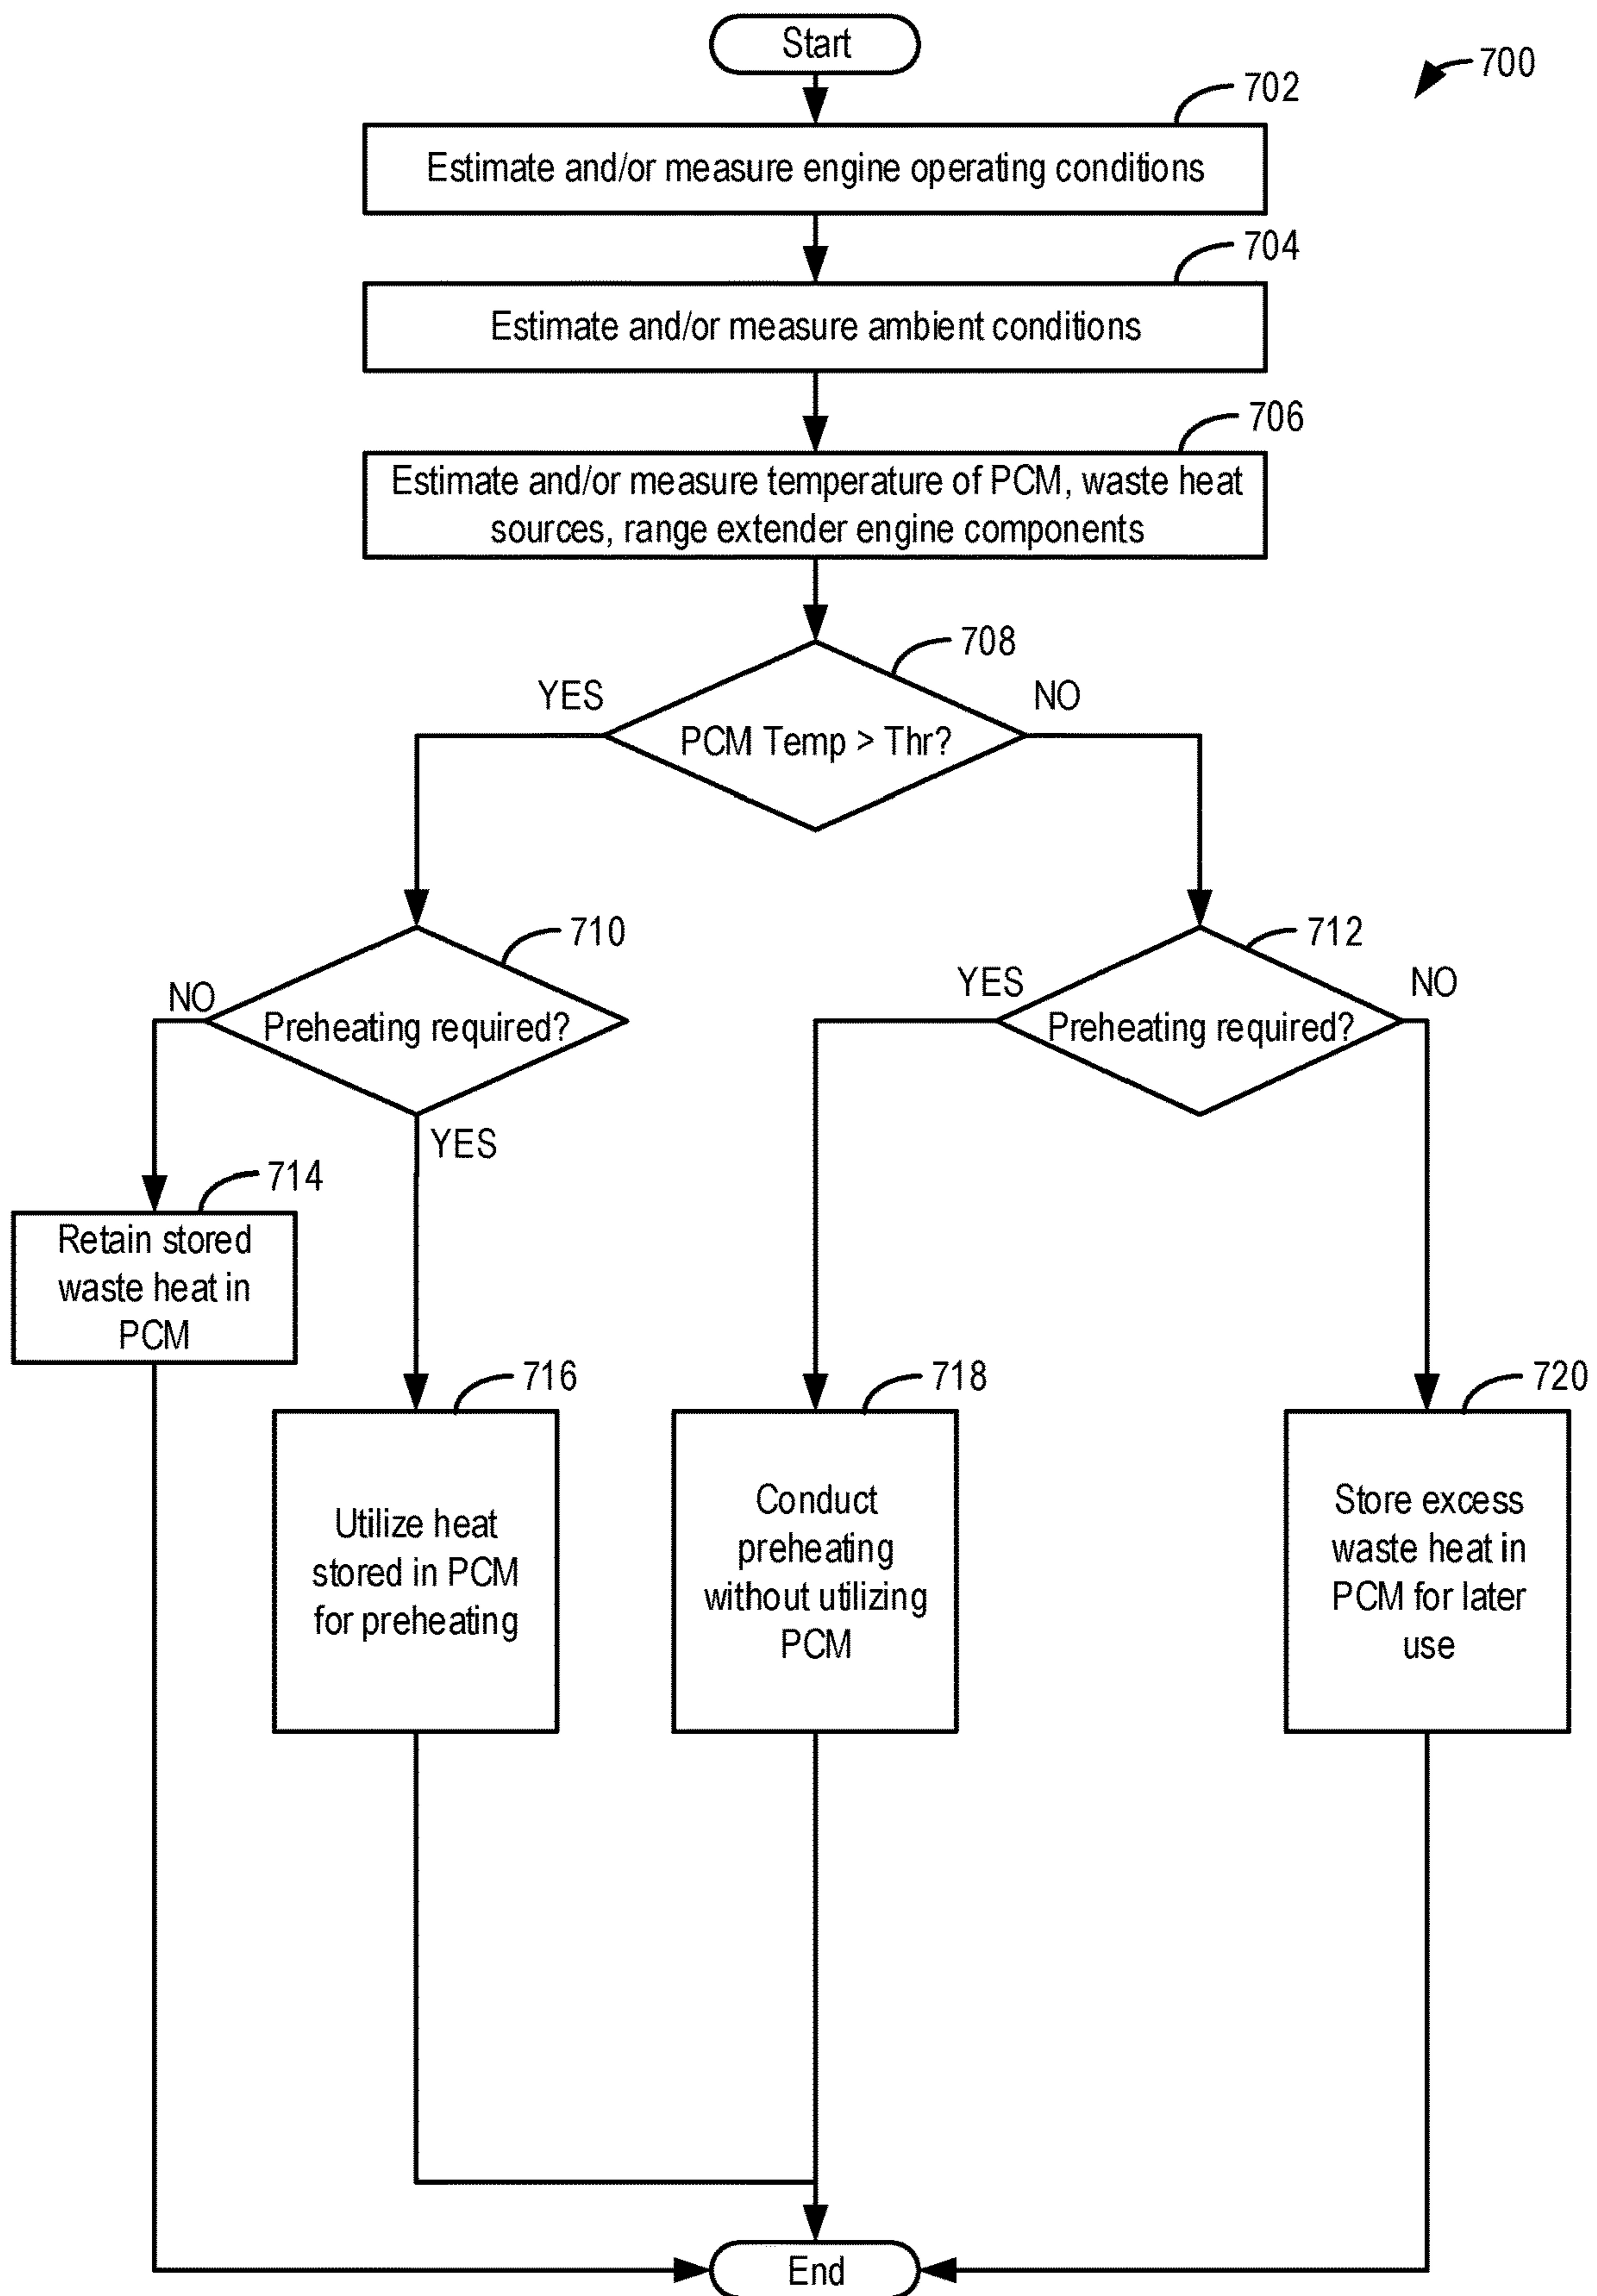 Start
700
702
Estimate and/or measure engine operating conditions
704
Estimate and/or measure ambient conditions
706
Estimate and/or measure temperature of PCM, waste heat
sources, range extender engine components
708
YES
NO
PCM Temp > Thr?
710
712
NO
Preheating required?
YES
YES
Preheating required?
NO
714
Retain stored
waste heat in
PCM
716
Utilize heat
stored in PCM
for preheating
718
Conduct
preheating
without utilizing
PCM
720
Store excess
waste heat in
PCM for later
use
End